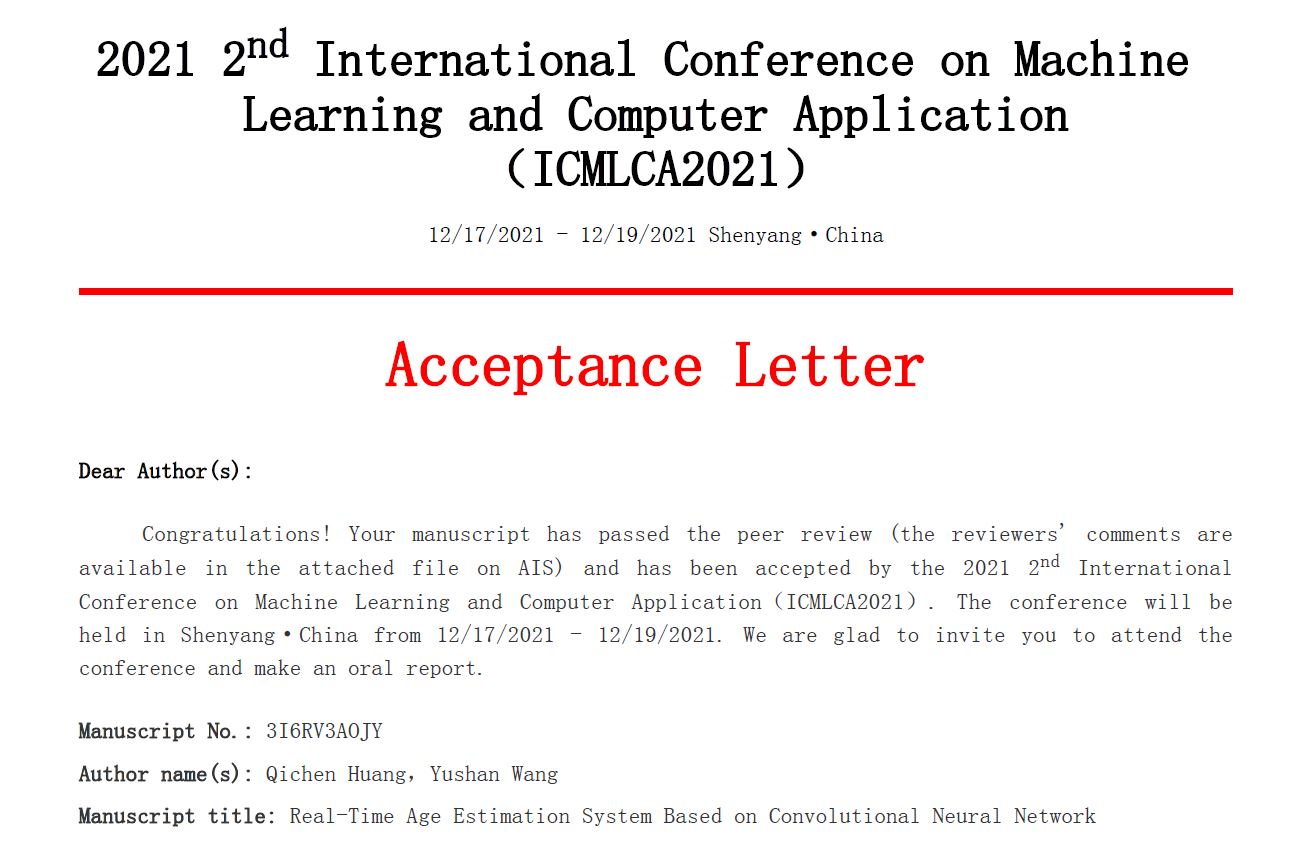 2021 2nd International Conference on Machine
Learning and Computer Application
（ICMLCA2021）
12/17/2021 - 12/19/2021 Shenyang·China
Acceptance Letter
Dear Author(s):
Congratulations! Your manuscript has passed the peer review (the reviewers' comments are
available in the attached file on AIS) and has been accepted by the 2021 2nd International
Conference on Machine Learning and Computer Application（ICMLCA2021）. The conference will be
held in Shenyang·China from 12/17/2021 - 12/19/2021. We are glad to invite you to attend the
conference and make an oral report.
Manuscript No.: 3I6RV3AOJY
Author name(s): Qichen Huang, Yushan Wang
Manuscript title: Real-Time Age Estimation System Based on Convolutional Neural Network